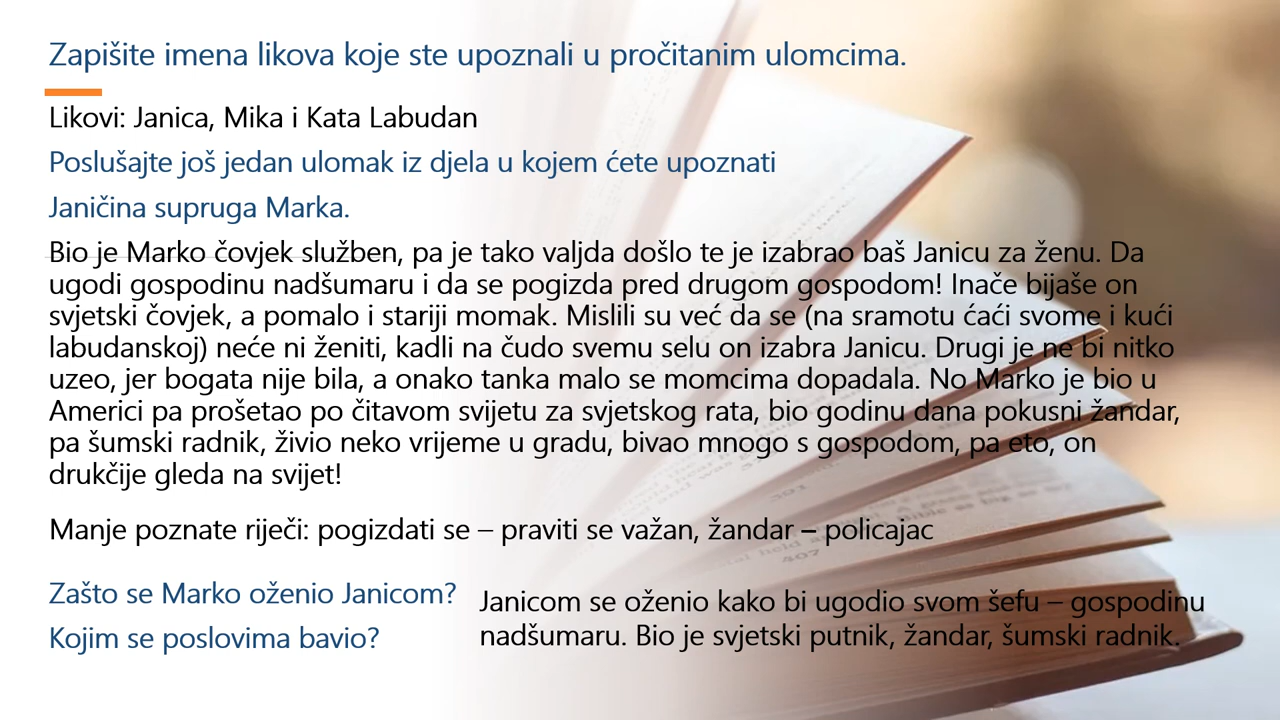 Zapišite imena likova koje ste upoznali u pročitanim ulomcima.
Likovi: Janica, Mika i Kata Labudan
Poslušajte još jedan ulomak iz djela u kojem ćete upoznati
Janičina supruga Marka.
Bio je Marko čovjek služben, pa je tako valjda došlo te je izabrao baš Janicu za ženu. Da
ugodi gospodinu nadšumaru i da se pogizda pred drugom gospodom! Inače bijaše on
svjetski čovjek, a pomalo i stariji momak. Mislili su već da se (na sramotu ćaći svome i kući
labudanskoj) neće ni ženiti, kadli na čudo svemu selu on izabra Janicu. Drugi je ne bi nitko
uzeo, jer bogata nije bila, a onako tanka malo se momcima dopadala. No Marko je bio u
Americi pa prošetao po čitavom svijetu za svjetskog rata, bio godinu dana pokusni žandar,
pa šumski radnik, živio neko vrijeme u gradu, bivao mnogo s gospodom, pa eto, on
drukčije gleda na svijet!
Manje poznate riječi: pogizdati se – praviti se važan, žandar – policajac
Zašto se Marko oženio Janicom?
Kojim se poslovima bavio?
Janicom se oženio kako bi ugodio svom šefu – gospodinu
nadšumaru. Bio je svjetski putnik, žandar, šumski radnik.